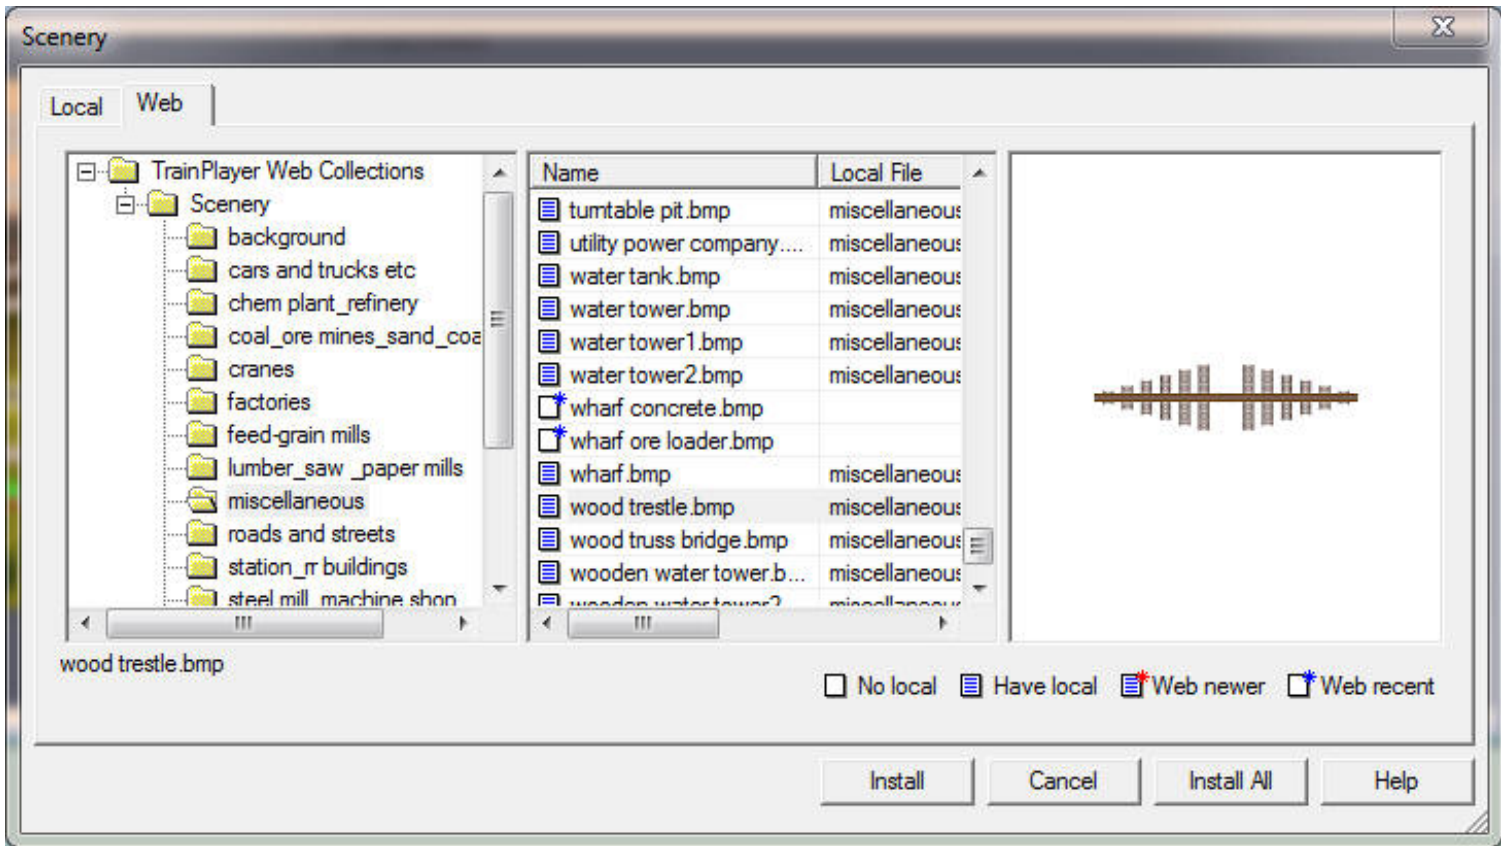 Scenery
Local Web
TrainPlayer Web Collections
Scenery
background
cars and trucks etc
chem plant_refinery
coal_ore mines_sand_coa
cranes
factories
feed-grain mills
lumber_saw _paper mills
miscellaneous
roads and streets
station_rr buildings
steel mill_machine shop
Name Local File
turntable pit.bmp miscellaneous
utility power company.... miscellaneous
water tank.bmp miscellaneous
water tower.bmp miscellaneous
water tower1.bmp miscellaneous
water tower2.bmp miscellaneous
wharf concrete.bmp
wharf ore loader.bmp
wharf.bmp miscellaneous
wood trestle.bmp miscellaneous
wood truss bridge.bmp miscellaneous
wooden water tower.b... miscellaneous
wooden water tower2 miscellaneous
wood trestle.bmp
No local Have local Web newer Web recent
Install Cancel Install All Help